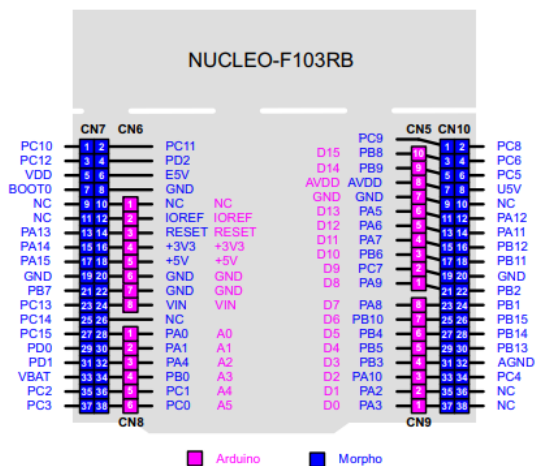 NUCLEO-F103RB
CN7 CN6 CN5 CN10
PC9
PC10 1 2 PC11 D15 PB8 10 1 2 PC8
PC12 3 4 PD2 D14 PB9 9 3 4 PC6
VDD 5 6 E5V AVDD AVDD 8 5 6 PC5
BOOT0 7 8 GND GND GND 7 7 8 U5V
NC 9 10 1 NC NC D13 PA5 6 9 10 NC
NC 11 12 2 IOREF IOREF D12 PA6 5 11 12 PA12
PA13 13 14 3 RESET RESET D11 PA7 4 13 14 PA11
PA14 15 16 4 +3V3 +3V3 D10 PB6 3 15 16 PB12
PA15 17 18 5 +5V +5V D9 PC7 2 17 18 PB11
GND 19 20 6 GND GND D8 PA9 1 19 20 GND
PB7 21 22 7 GND GND 21 22 PB2
PC13 23 24 8 VIN VIN D7 PA8 8 23 24 PB1
PC14 25 26 NC D6 PB10 7 25 26 PB15
PC15 27 28 1 PA0 A0 D5 PB4 6 27 28 PB14
PD0 29 30 2 PA1 A1 D4 PB5 5 29 30 PB13
PD1 31 32 3 PA4 A2 D3 PB3 4 31 32 AGND
VBAT 33 34 4 PB0 A3 D2 PA10 3 33 34 PC4
PC2 35 36 5 PC1 A4 D1 PA2 2 35 36 NC
PC3 37 38 6 PC0 A5 D0 PA3 1 37 38 NC
CN8 CN9
Arduino Morpho